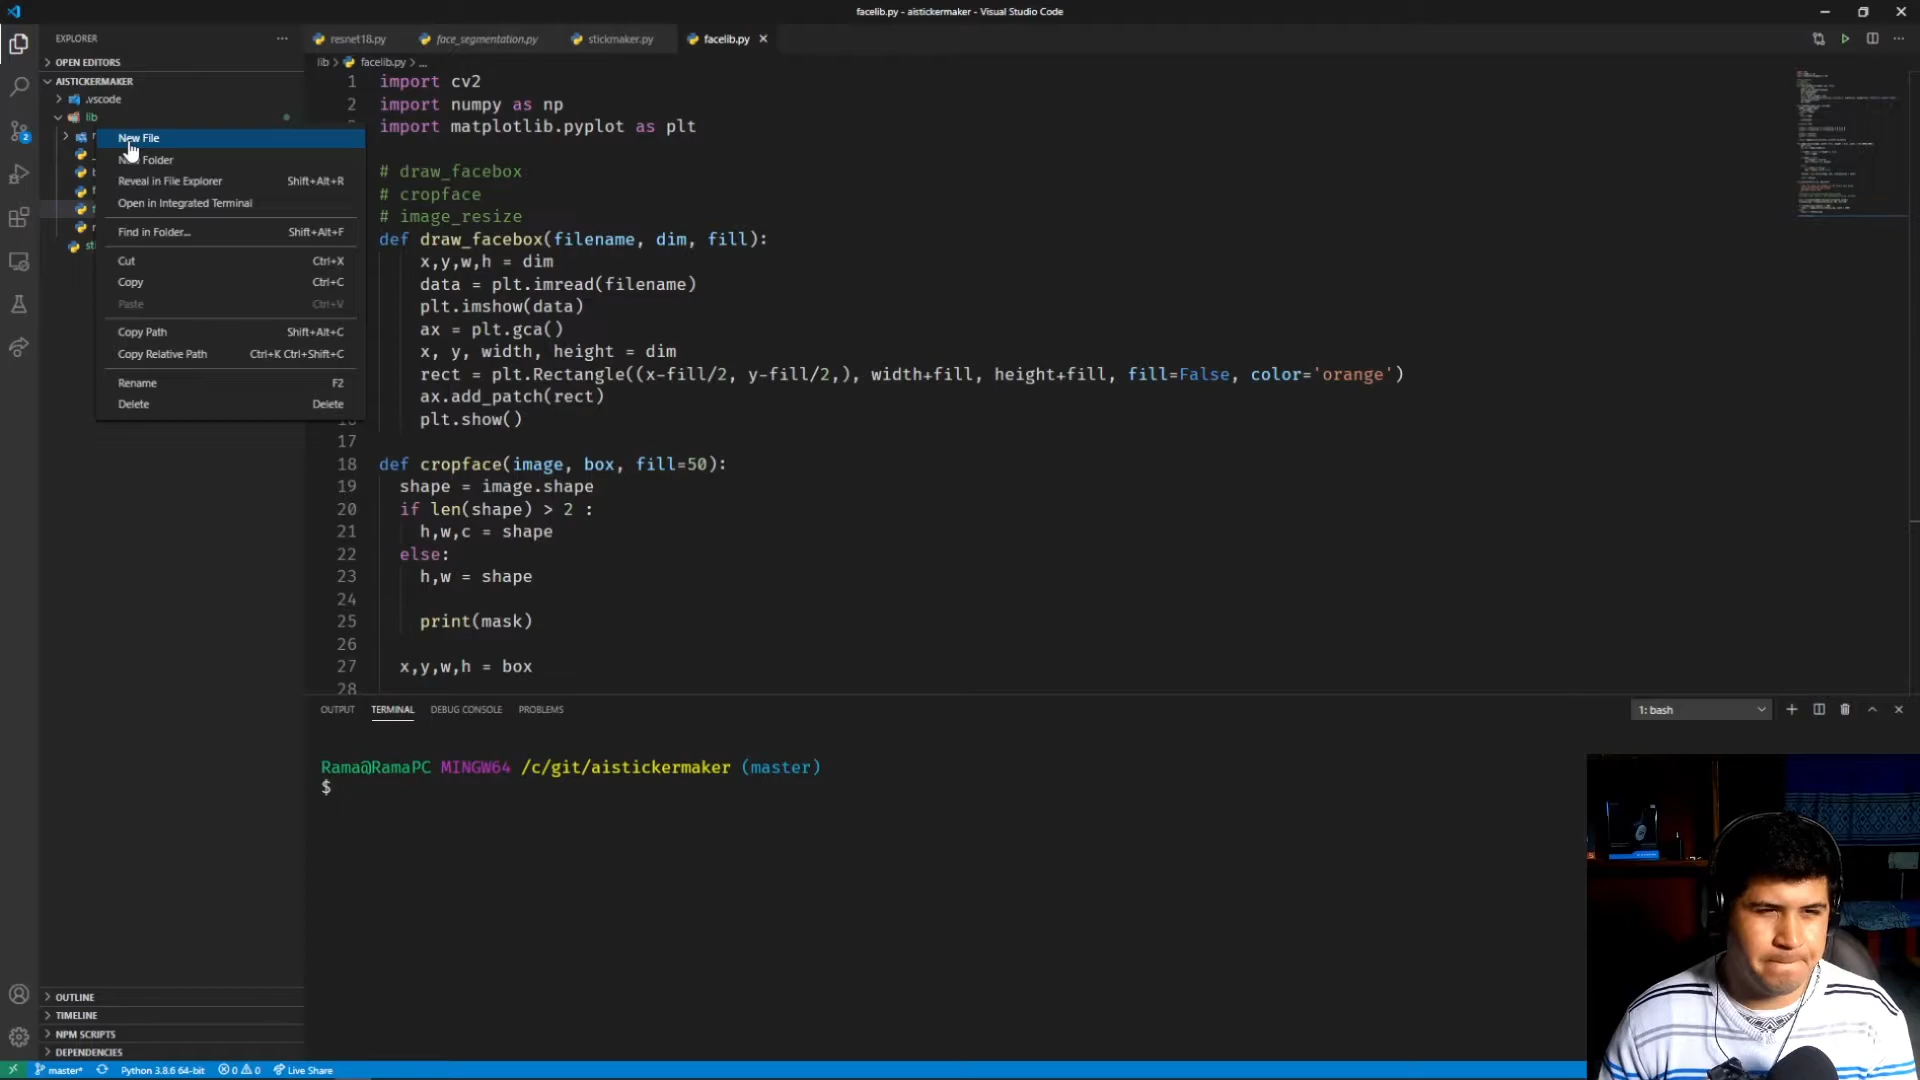 facelib.py - aistickermaker - Visual Studio Code
EXPLORER
OPEN EDITORS
AISTICKERMAKER
.vscode
lib
New File
New Folder
Reveal in File Explorer Shift+Alt+R
Open in Integrated Terminal
Find in Folder... Shift+Alt+F
Cut Ctrl+X
Copy Ctrl+C
Paste Ctrl+V
Copy Path Shift+Alt+C
Copy Relative Path Ctrl+K Ctrl+Shift+C
Rename F2
Delete Delete
OUTLINE
TIMELINE
NPM SCRIPTS
DEPENDENCIES
resnet18.py face_segmentation.py stickmaker.py facelib.py
lib > facelib.py > ...
1 import cv2
2 import numpy as np
import matplotlib.pyplot as plt
# draw_facebox
# cropface
# image_resize
def draw_facebox(filename, dim, fill):
x,y,w,h = dim
data = plt.imread(filename)
plt.imshow(data)
ax = plt.gca()
x, y, width, height = dim
rect = plt.Rectangle((x-fill/2, y-fill/2,), width+fill, height+fill, fill=False, color='orange')
ax.add_patch(rect)
plt.show()
17
18 def cropface(image, box, fill=50):
19 shape = image.shape
20 if len(shape) > 2 :
21 h,w,c = shape
22 else:
23 h,w = shape
24
25 print(mask)
26
27 x,y,w,h = box
28
OUTPUT TERMINAL DEBUG CONSOLE PROBLEMS
1: bash
Rama@RamaPC MINGW64 /c/git/aistickermaker (master)
$
master* Python 3.8.6 64-bit 0 0 Live Share